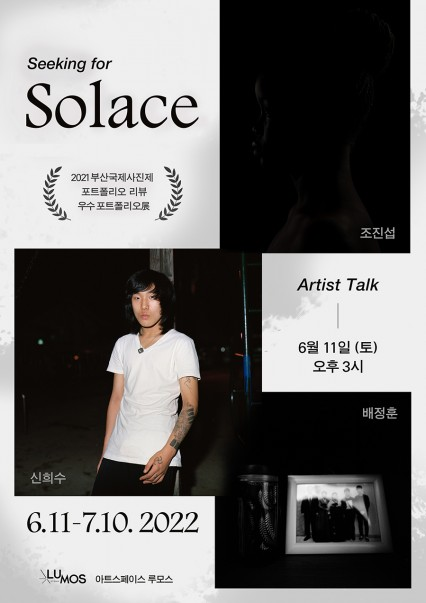 Seeking for
Solace
2021 부산국제사진제
포트폴리오 리뷰
우수 포트폴리오展
조진섭
Artist Talk
6월 11일 (토)
오후 3시
배정훈
신희수
6.11-7.10. 2022
LUMOS 아트스페이스 루모스